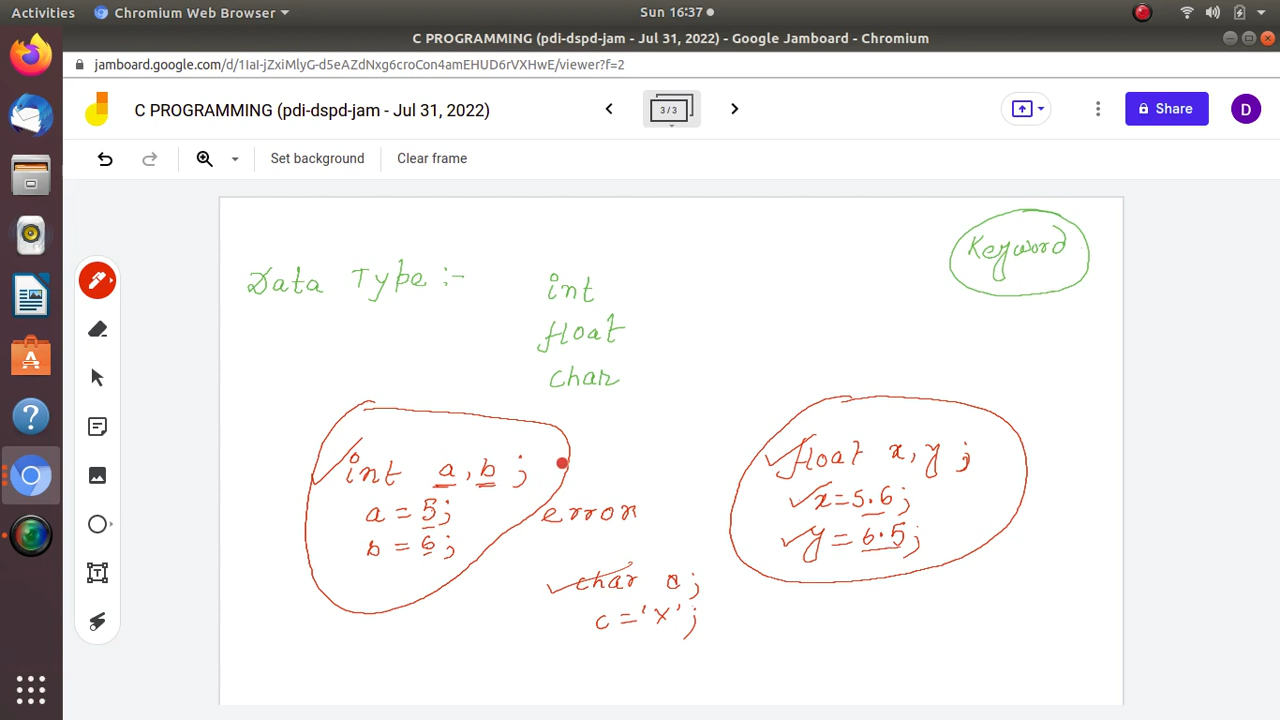 Activities
Chromium Web Browser
Sun 16:37
C PROGRAMMING (pdi-dspd-jam - Jul 31, 2022) - Google Jamboard - Chromium
jamboard.google.com/d/1IaI-jZxiMlyG-d5eAZdNxg6croCon4amEHUD6rVXHwE/viewer?f=2
C PROGRAMMING (pdi-dspd-jam - Jul 31, 2022)
3/3
Share
D
Set background
Clear frame
Keyword
Data Type :-
int
float
char
int a, b ;
a = 5;
b = 6;
error
float x, y ;
x=5.6;
y = 6.5;
char c;
c='x';